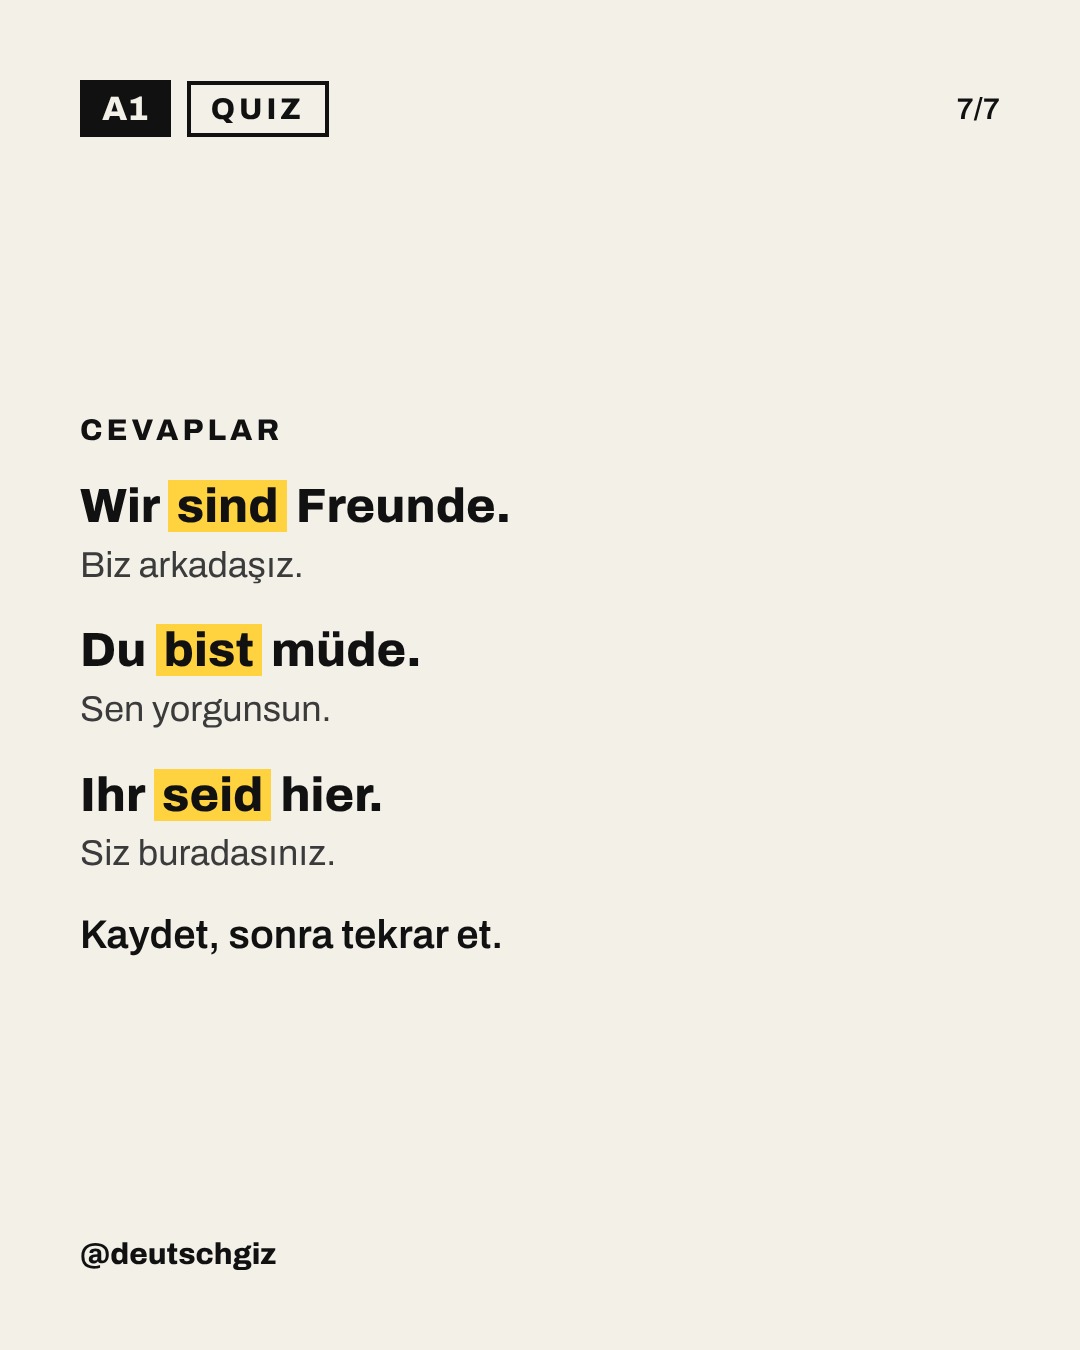 A1 QUIZ 7/7
CEVAPLAR
Wir sind Freunde.
Biz arkadaşız.
Du bist müde.
Sen yorgunsun.
Ihr seid hier.
Siz buradasınız.
Kaydet, sonra tekrar et.
@deutschgiz